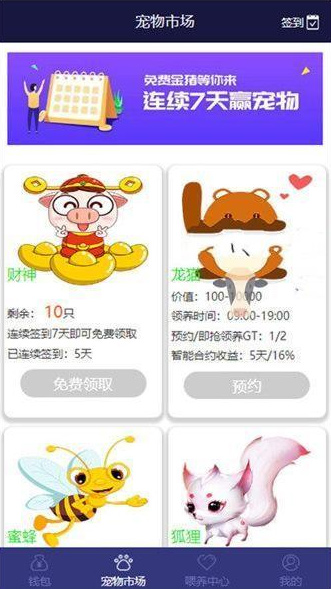 宠物市场
签到
免费金猪等你来
连续7天赢宠物
财神
剩余：10只
连续签到7天即可免费领取
已连续签到：5天
免费领取
龙猫
价值：100-10000
领养时间：09:00-19:00
预约/即抢领养GT：1/2
智能合约收益：5天/16%
预约
蜜蜂
狐狸
钱包
宠物市场
喂养中心
我的